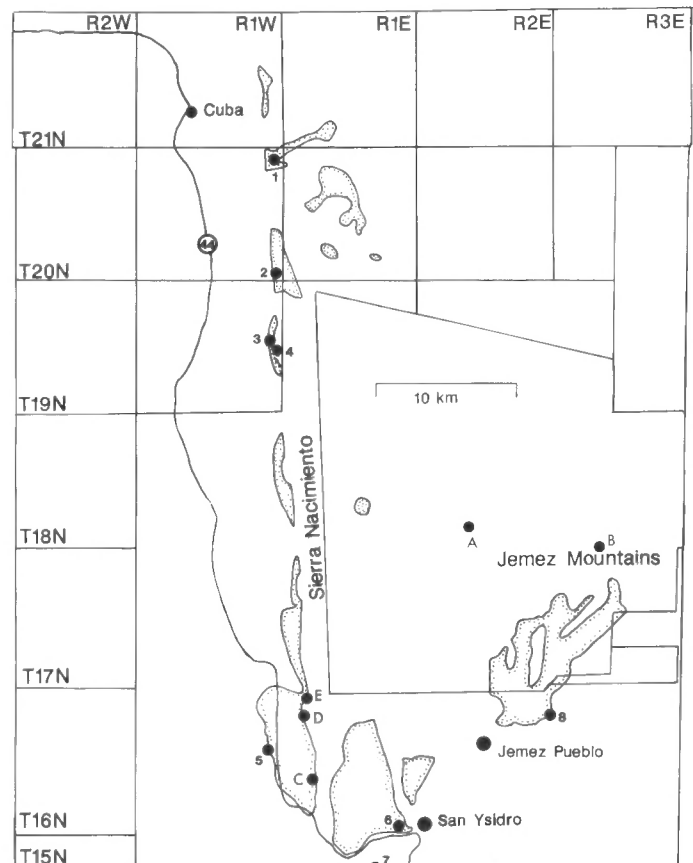 R2W
R1W
R1E
R2E
R3E
Cuba
T21N
1
44
2
T20N
3
4
10 km
T19N
Sierra Nacimiento
A
B
T18N
Jemez Mountains
T17N
E
D
8
5
Jemez Pueblo
C
T16N
6
San Ysidro
T15N
7